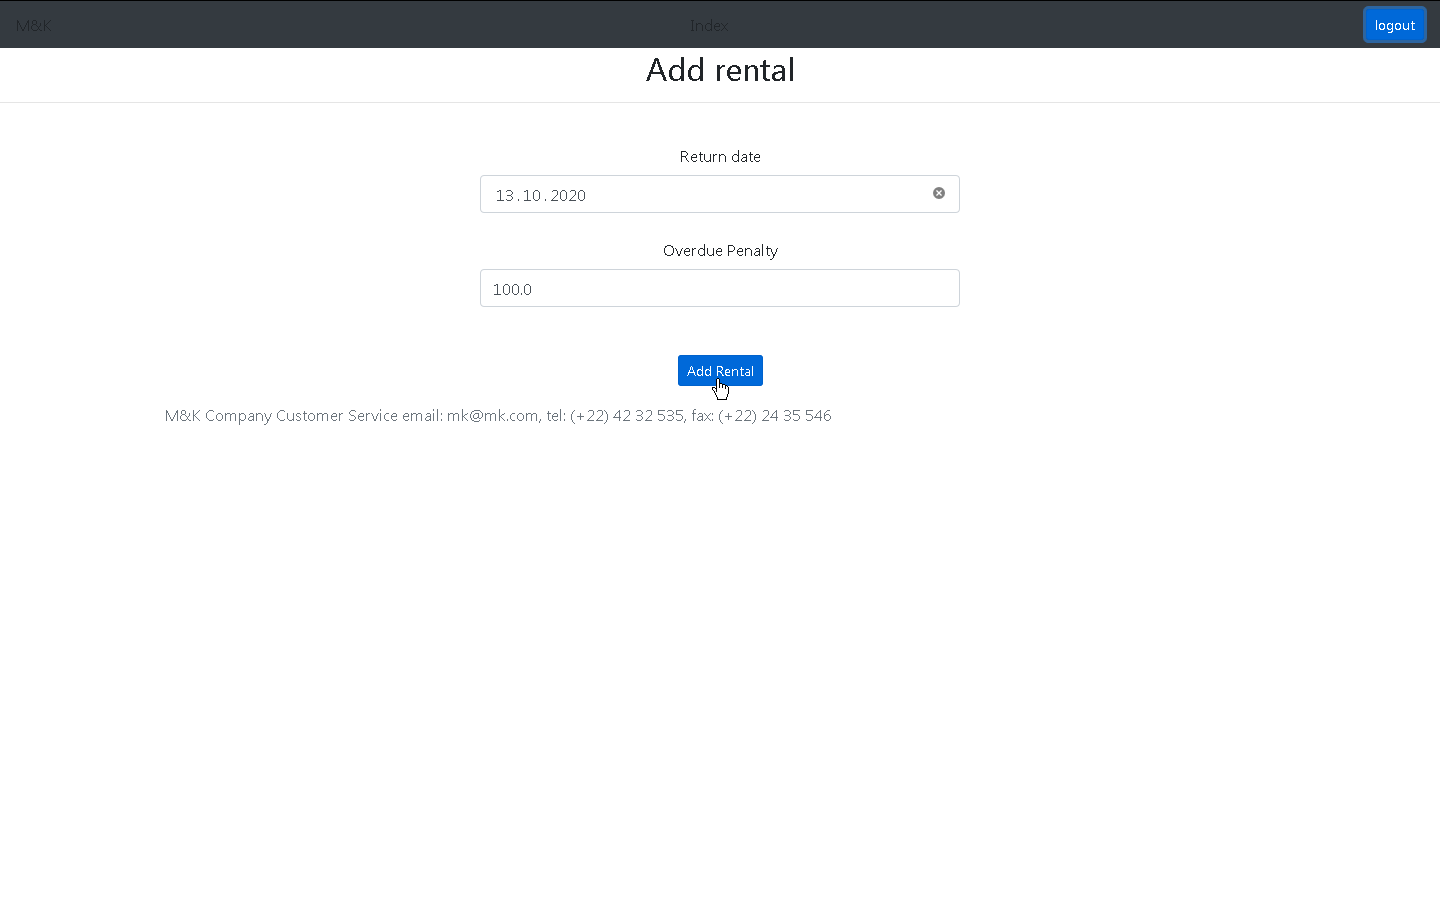 M&K Index logout
Add rental
Return date
13.10.2020
Overdue Penalty
100.0
Add Rental
M&K Company Customer Service email: mk@mk.com, tel: (+22) 42 32 535, fax: (+22) 24 35 546